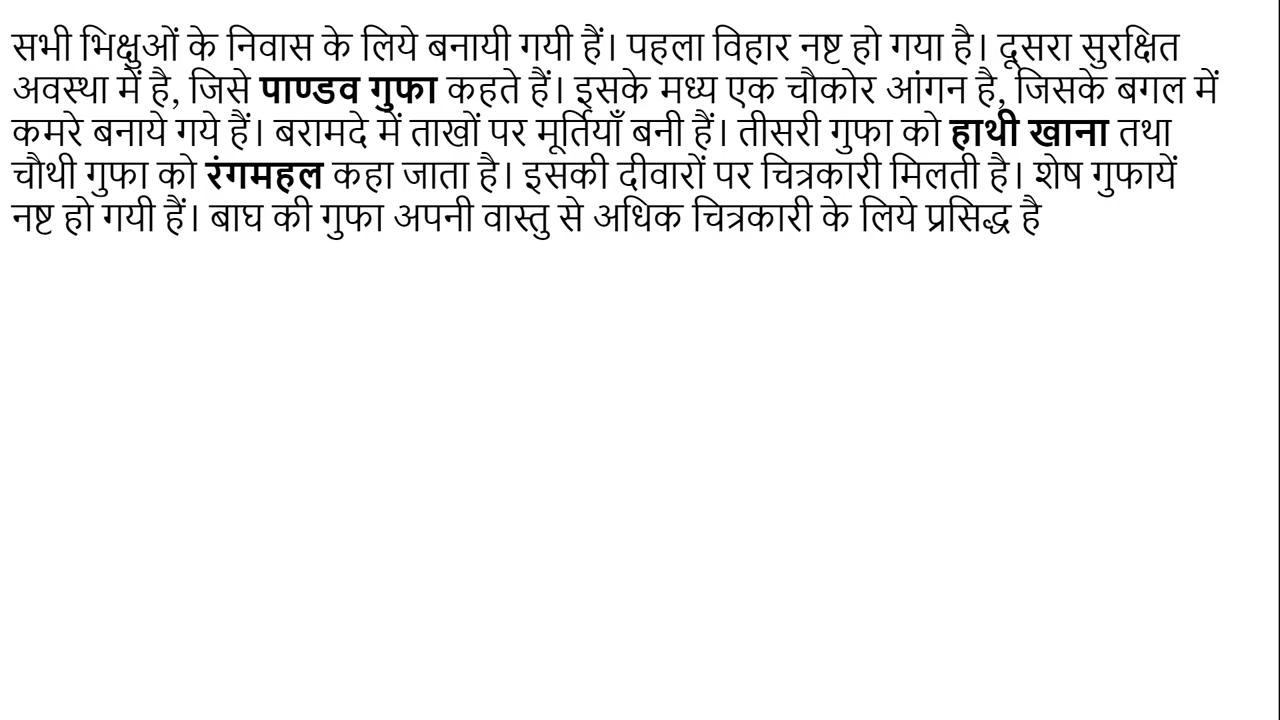 सभी भिक्षुओं के निवास के लिये बनायी गयी हैं। पहला विहार नष्ट हो गया है। दूसरा सुरक्षित
अवस्था में है, जिसे पाण्डव गुफा कहते हैं। इसके मध्य एक चौकोर आंगन है, जिसके बगल में
कमरे बनाये गये हैं। बरामदे में ताखों पर मूर्तियाँ बनी हैं। तीसरी गुफा को हाथी खाना तथा
चौथी गुफा को रंगमहल कहा जाता है। इसकी दीवारों पर चित्रकारी मिलती है। शेष गुफायें
नष्ट हो गयी हैं। बाघ की गुफा अपनी वास्तु से अधिक चित्रकारी के लिये प्रसिद्ध है